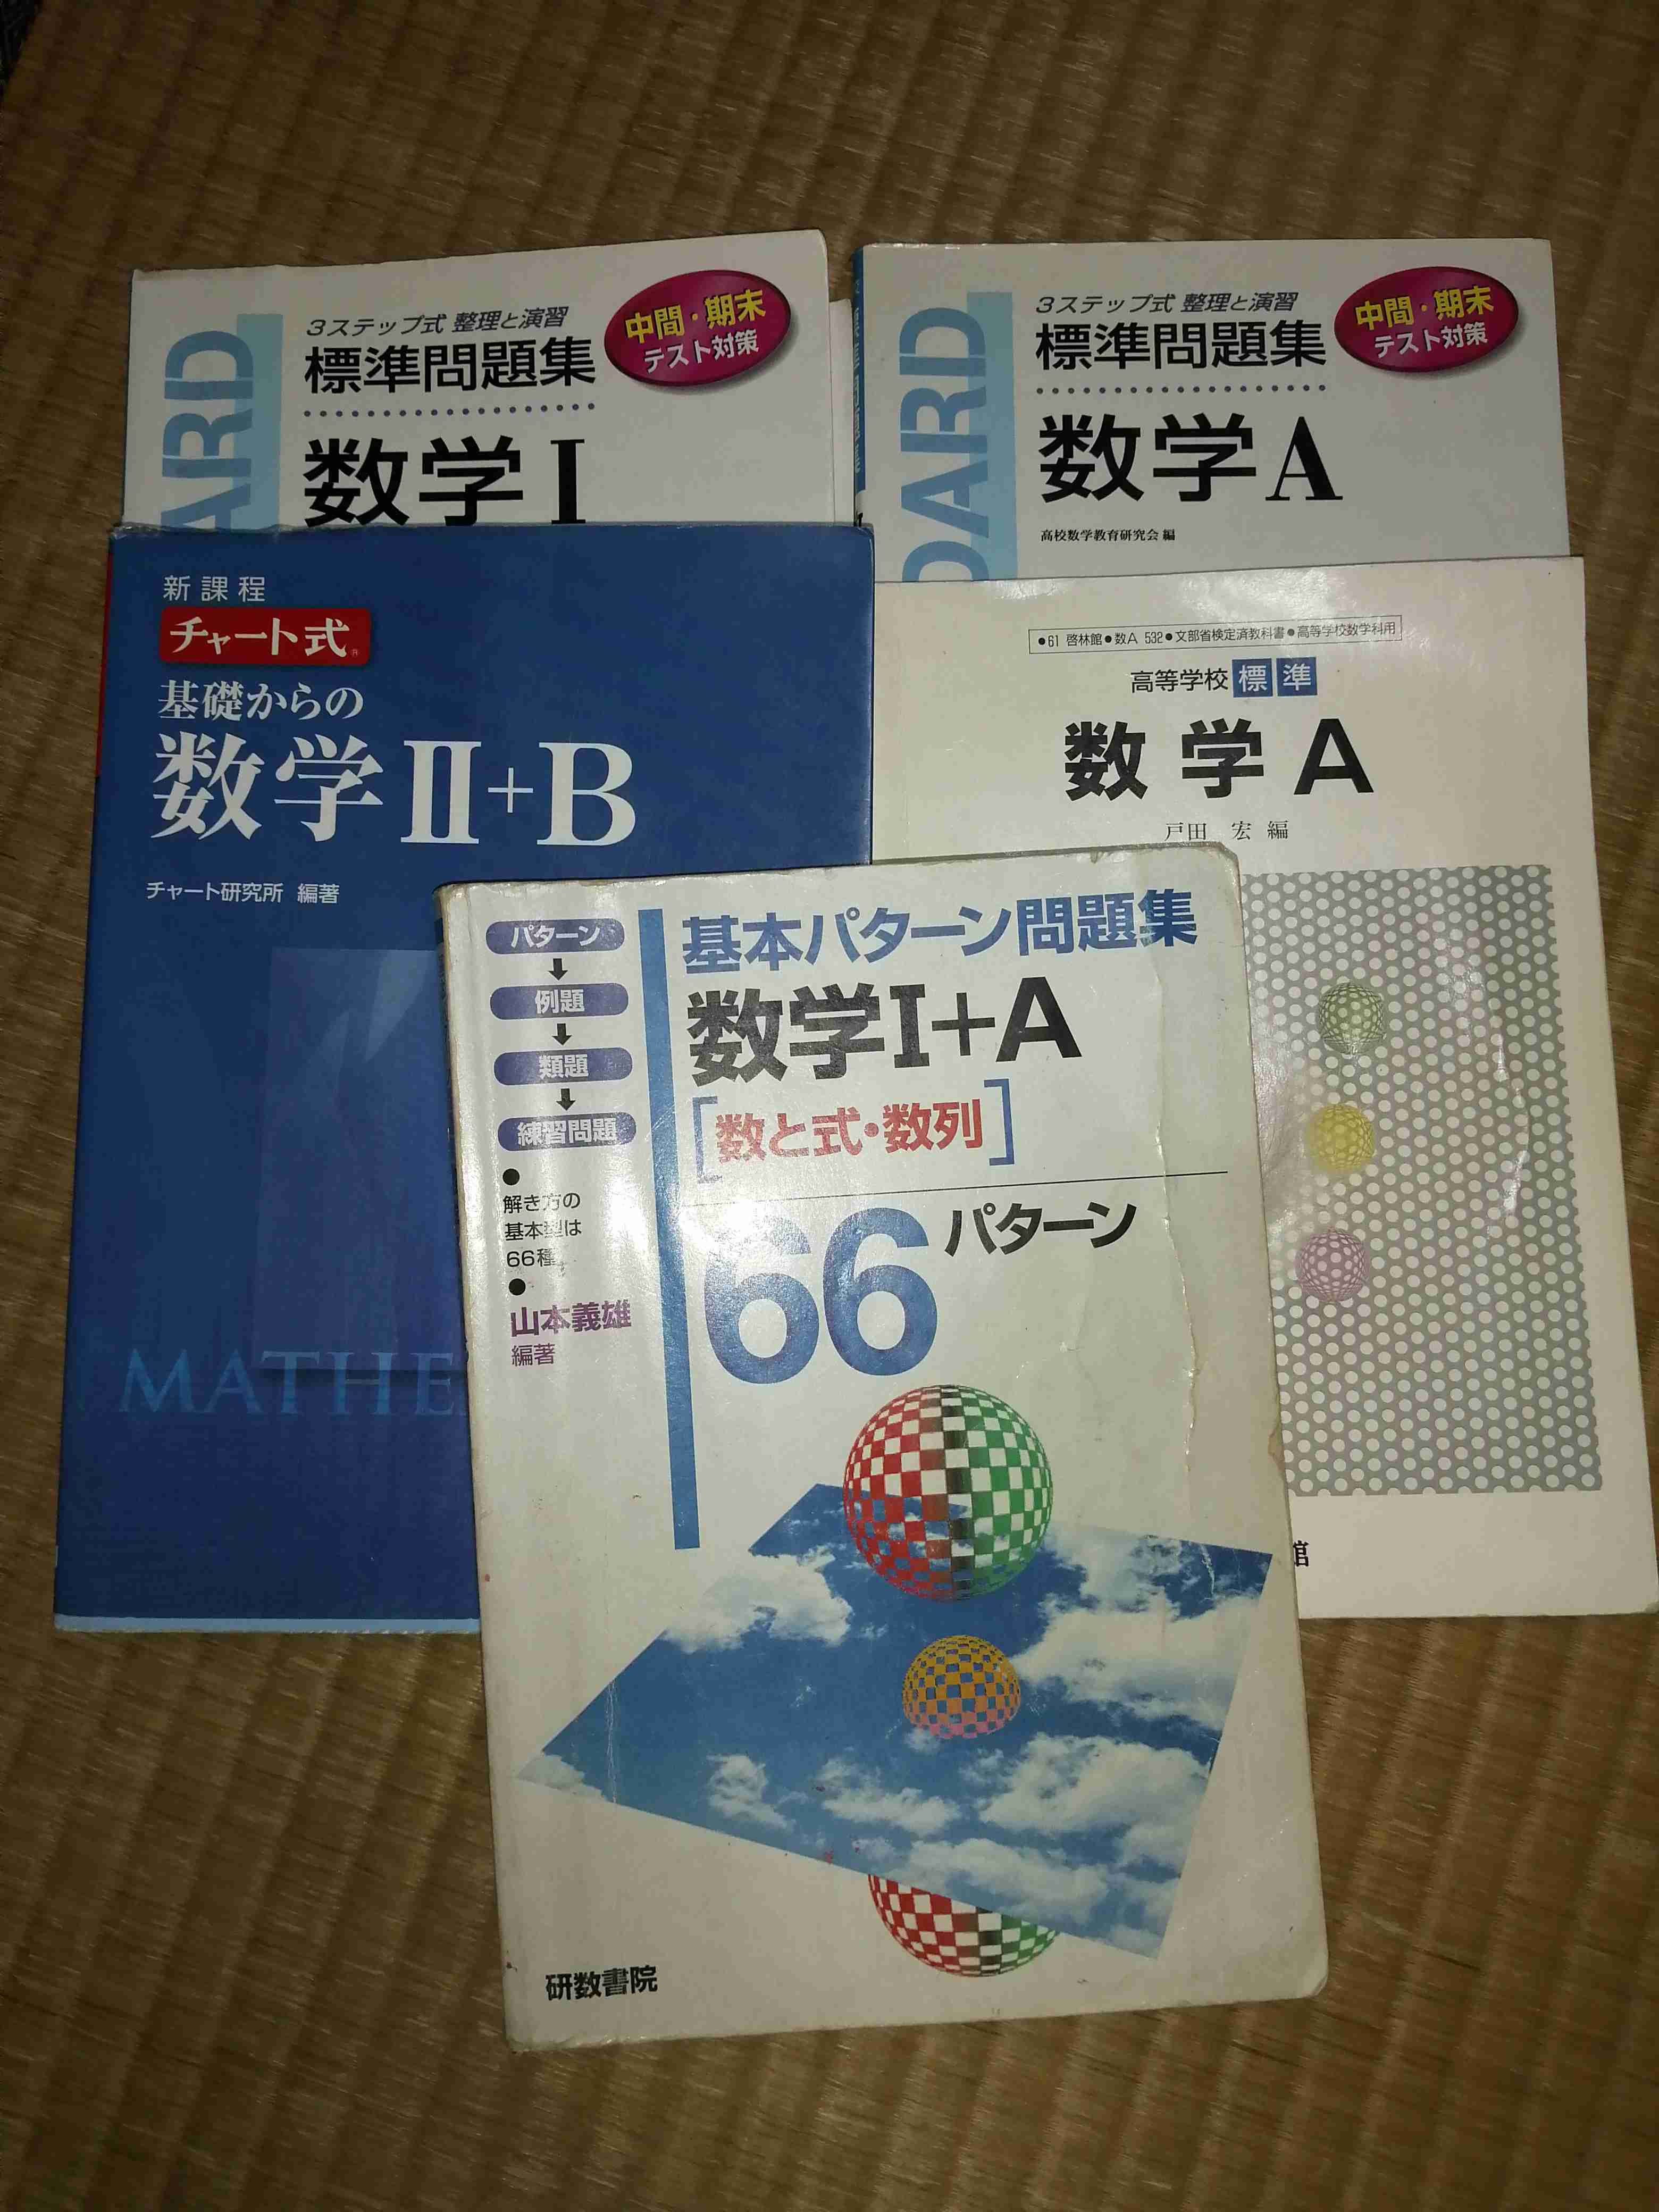 3ステップ式 整理と演習
標準問題集
中間・期末
テスト対策
数学 I
ARD
3ステップ式 整理と演習
標準問題集
中間・期末
テスト対策
数学 A
高校数学教育研究会 編
DARD
新課程
チャート式
基礎からの
数学 II+B
チャート研究所 編著
MATHE
●61 啓林館●数A 532●文部省検定済教科書●高等学校数学科用
高等学校 標準
数学 A
戸田 宏 編
館
パターン
例題
類題
練習問題
●
解き方の
基本型は
66種
●
山本義雄
編著
基本パターン問題集
数学I+A
[数と式・数列]
66パターン
研数書院